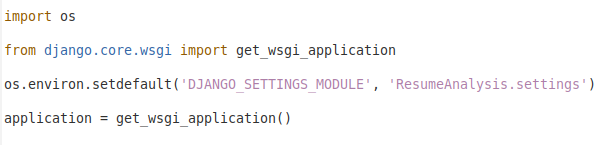 import os
from django.core.wsgi import get_wsgi_application
os.environ.setdefault('DJANGO_SETTINGS_MODULE', 'ResumeAnalysis.settings')
application = get_wsgi_application()